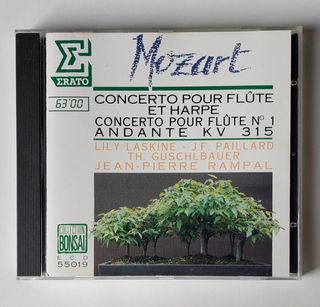 ERATO
63'00
Mozart
CONCERTO POUR FLÛTE
ET HARPE
CONCERTO POUR FLÛTE N° 1
ANDANTE KV 315
LILY LASKINE - J.F. PAILLARD
TH. GUSCHLBAUER
JEAN-PIERRE RAMPAL
COLLECTION
BONSAI
ECD
55019